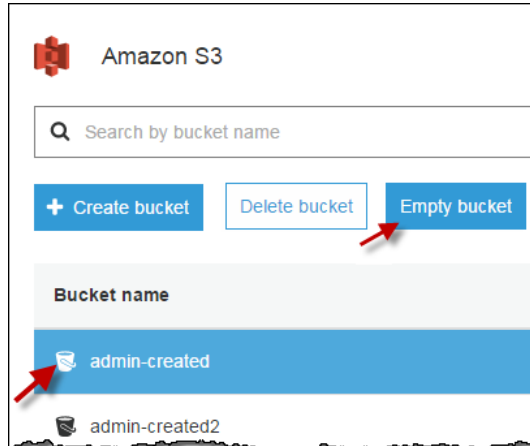 Amazon S3
Search by bucket name
+ Create bucket Delete bucket Empty bucket
Bucket name
admin-created
admin-created2